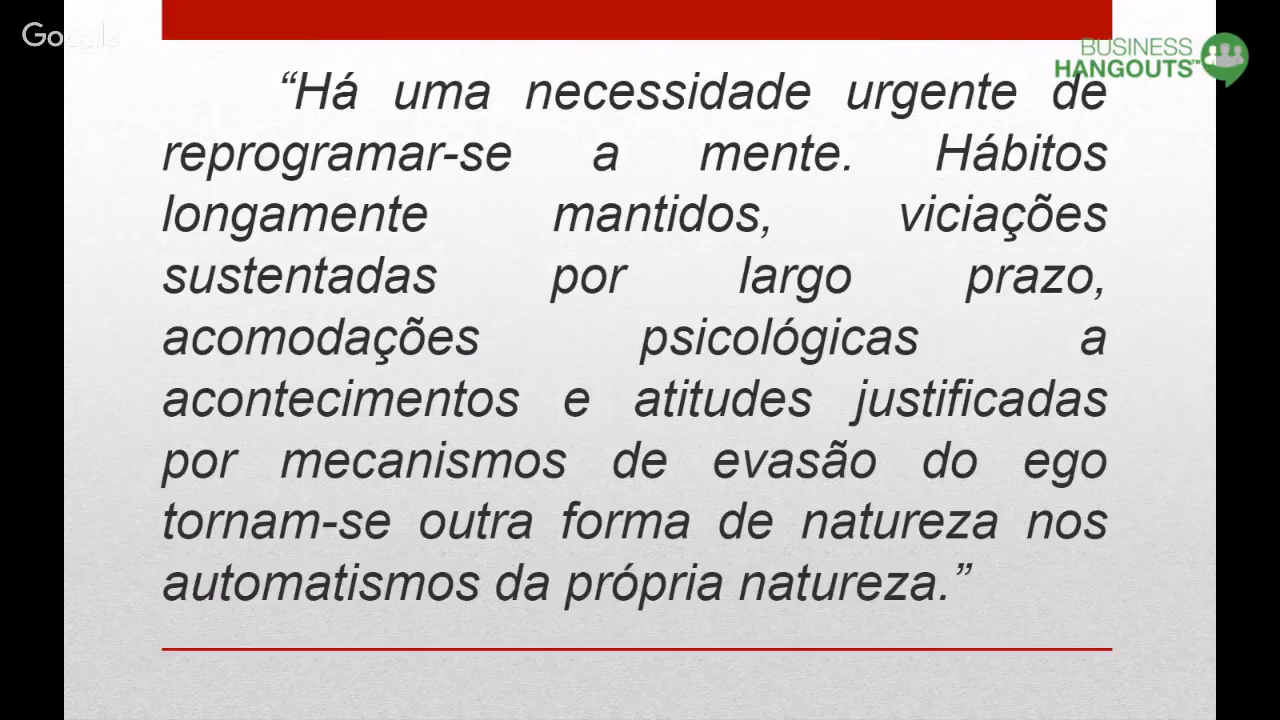 Google
BUSINESS
HANGOUTS™
“Há uma necessidade urgente de
reprogramar-se a mente. Hábitos
longamente mantidos, viciações
sustentadas por largo prazo,
acomodações psicológicas a
acontecimentos e atitudes justificadas
por mecanismos de evasão do ego
tornam-se outra forma de natureza nos
automatismos da própria natureza.”